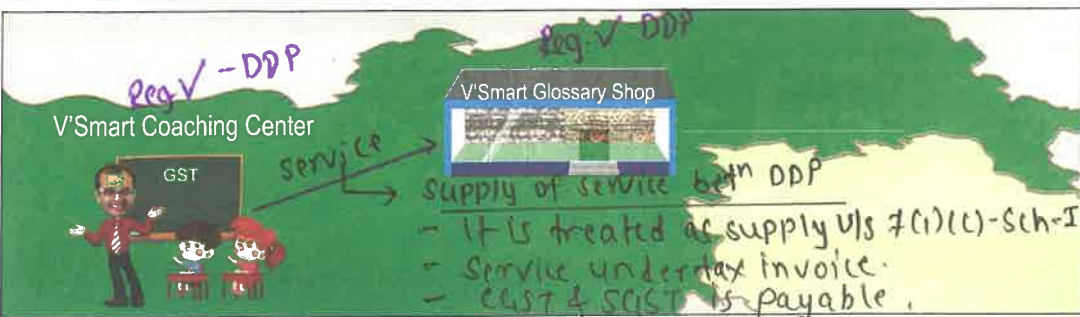 Reg. ✓ - DDP
Reg. ✓ DDP
V'Smart Coaching Center
V'Smart Glossary Shop
GST
service
supply of service betn DDP
- It is treated as supply U/s 7(1)(c)-Sch-I
- Service under tax invoice.
- CGST & SGST is payable.